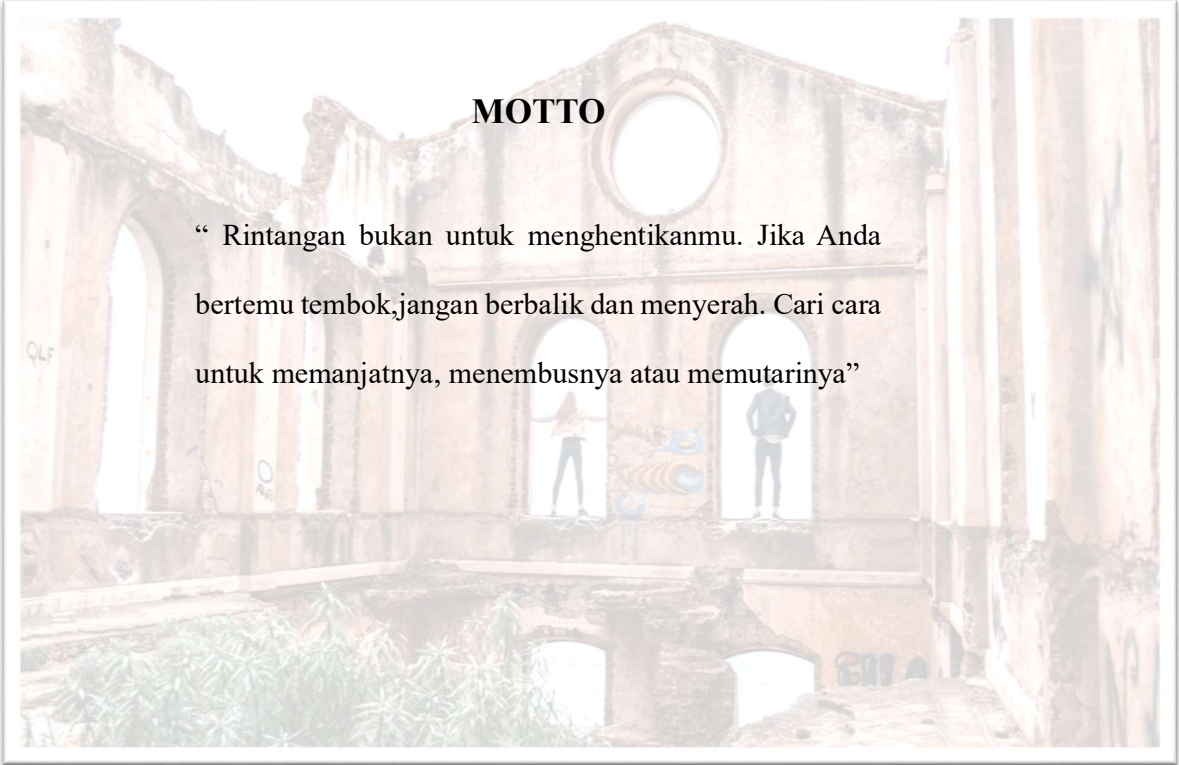 MOTTO
“ Rintangan bukan untuk menghentikanmu. Jika Anda
bertemu tembok,jangan berbalik dan menyerah. Cari cara
untuk memanjatnya, menembusnya atau memutarinya”